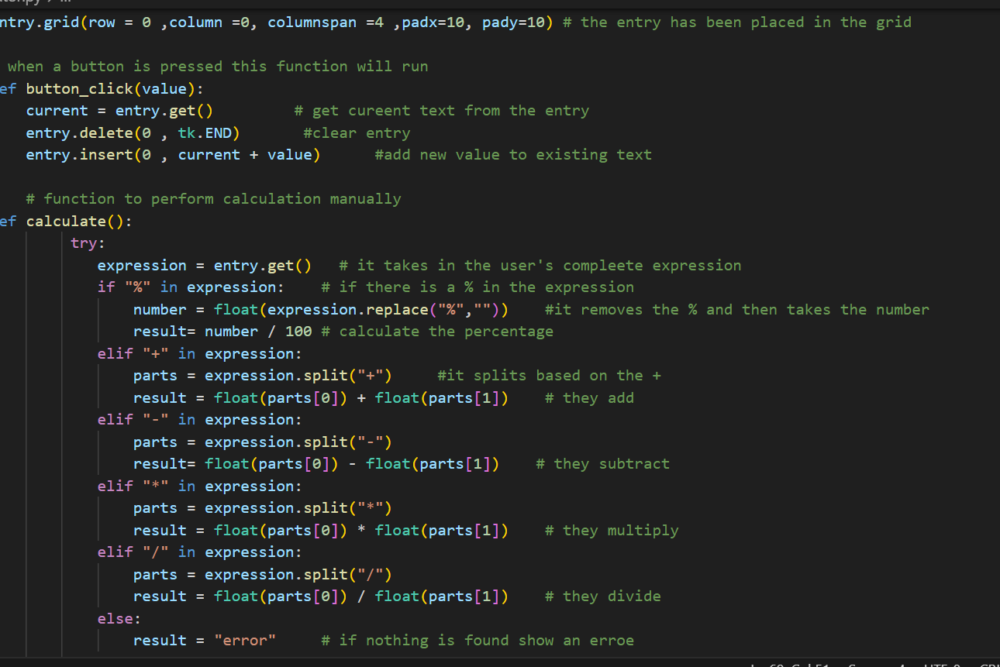 ntry.grid(row = 0 ,column =0, columnspan =4 ,padx=10, pady=10) # the entry has been placed in the grid
when a button is pressed this function will run
ef button_click(value):
current = entry.get() # get cureent text from the entry
entry.delete(0 , tk.END) #clear entry
entry.insert(0 , current + value) #add new value to existing text
# function to perform calculation manually
ef calculate():
try:
expression = entry.get() # it takes in the user's compleete expression
if "%" in expression: # if there is a % in the expression
number = float(expression.replace("%","")) #it removes the % and then takes the number
result= number / 100 # calculate the percentage
elif "+" in expression:
parts = expression.split("+") #it splits based on the +
result = float(parts[0]) + float(parts[1]) # they add
elif "-" in expression:
parts = expression.split("-")
result= float(parts[0]) - float(parts[1]) # they subtract
elif "*" in expression:
parts = expression.split("*")
result = float(parts[0]) * float(parts[1]) # they multiply
elif "/" in expression:
parts = expression.split("/")
result = float(parts[0]) / float(parts[1]) # they divide
else:
result = "error" # if nothing is found show an erroe